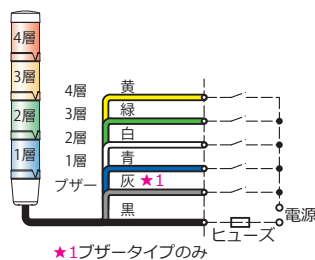 4層
3層
2層
1層
4層 黄
3層 緑
2層 白
1層 青
ブザー 灰 ★1
黒
電源
ヒューズ
★1ブザータイプのみ